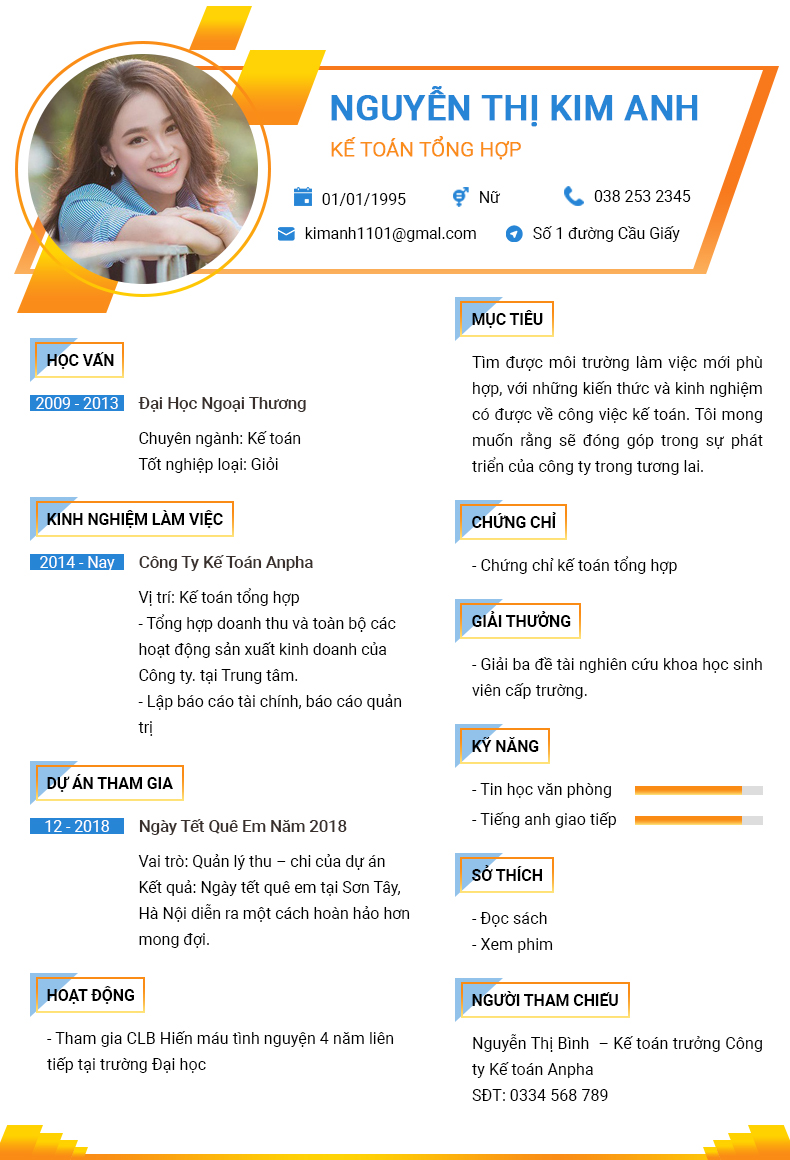 NGUYỄN THỊ KIM ANH
KẾ TOÁN TỔNG HỢP
01/01/1995
Nữ
038 253 2345
kimanh1101@gmal.com
Số 1 đường Cầu Giấy
HỌC VẤN
2009 - 2013
Đại Học Ngoại Thương
Chuyên ngành: Kế toán
Tốt nghiệp loại: Giỏi
KINH NGHIỆM LÀM VIỆC
2014 - Nay
Công Ty Kế Toán Anpha
Vị trí: Kế toán tổng hợp
- Tổng hợp doanh thu và toàn bộ các
hoạt động sản xuất kinh doanh của
Công ty. tại Trung tâm.
- Lập báo cáo tài chính, báo cáo quản
trị
DỰ ÁN THAM GIA
12 - 2018
Ngày Tết Quê Em Năm 2018
Vai trò: Quản lý thu – chi của dự án
Kết quả: Ngày tết quê em tại Sơn Tây,
Hà Nội diễn ra một cách hoàn hảo hơn
mong đợi.
HOẠT ĐỘNG
- Tham gia CLB Hiến máu tình nguyện 4 năm liên
tiếp tại trường Đại học
MỤC TIÊU
Tìm được môi trường làm việc mới phù
hợp, với những kiến thức và kinh nghiệm
có được về công việc kế toán. Tôi mong
muốn rằng sẽ đóng góp trong sự phát
triển của công ty trong tương lai.
CHỨNG CHỈ
- Chứng chỉ kế toán tổng hợp
GIẢI THƯỞNG
- Giải ba đề tài nghiên cứu khoa học sinh
viên cấp trường.
KỸ NĂNG
- Tin học văn phòng
- Tiếng anh giao tiếp
SỞ THÍCH
- Đọc sách
- Xem phim
NGƯỜI THAM CHIẾU
Nguyễn Thị Bình – Kế toán trưởng Công
ty Kế toán Anpha
SĐT: 0334 568 789